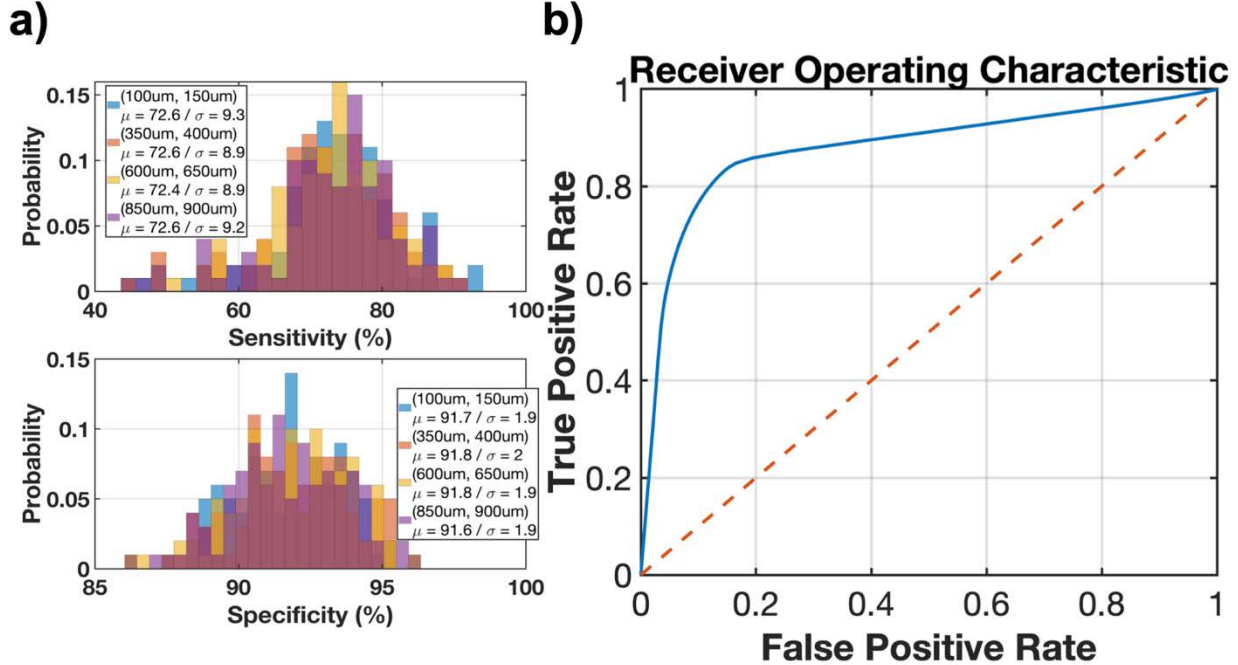 a)
0.15
0.1
0.05
0
Probability
(100um, 150um)
μ = 72.6 / σ = 9.3
(350um, 400um)
μ = 72.6 / σ = 8.9
(600um, 650um)
μ = 72.4 / σ = 8.9
(850um, 900um)
μ = 72.6 / σ = 9.2
40 60 80 100
Sensitivity (%)
0.15
0.1
0.05
0
Probability
(100um, 150um)
μ = 91.7 / σ = 1.9
(350um, 400um)
μ = 91.8 / σ = 2
(600um, 650um)
μ = 91.8 / σ = 1.9
(850um, 900um)
μ = 91.6 / σ = 1.9
85 90 95 100
Specificity (%)
b)
Receiver Operating Characteristic
1
0.8
0.6
0.4
0.2
0
True Positive Rate
0 0.2 0.4 0.6 0.8 1
False Positive Rate